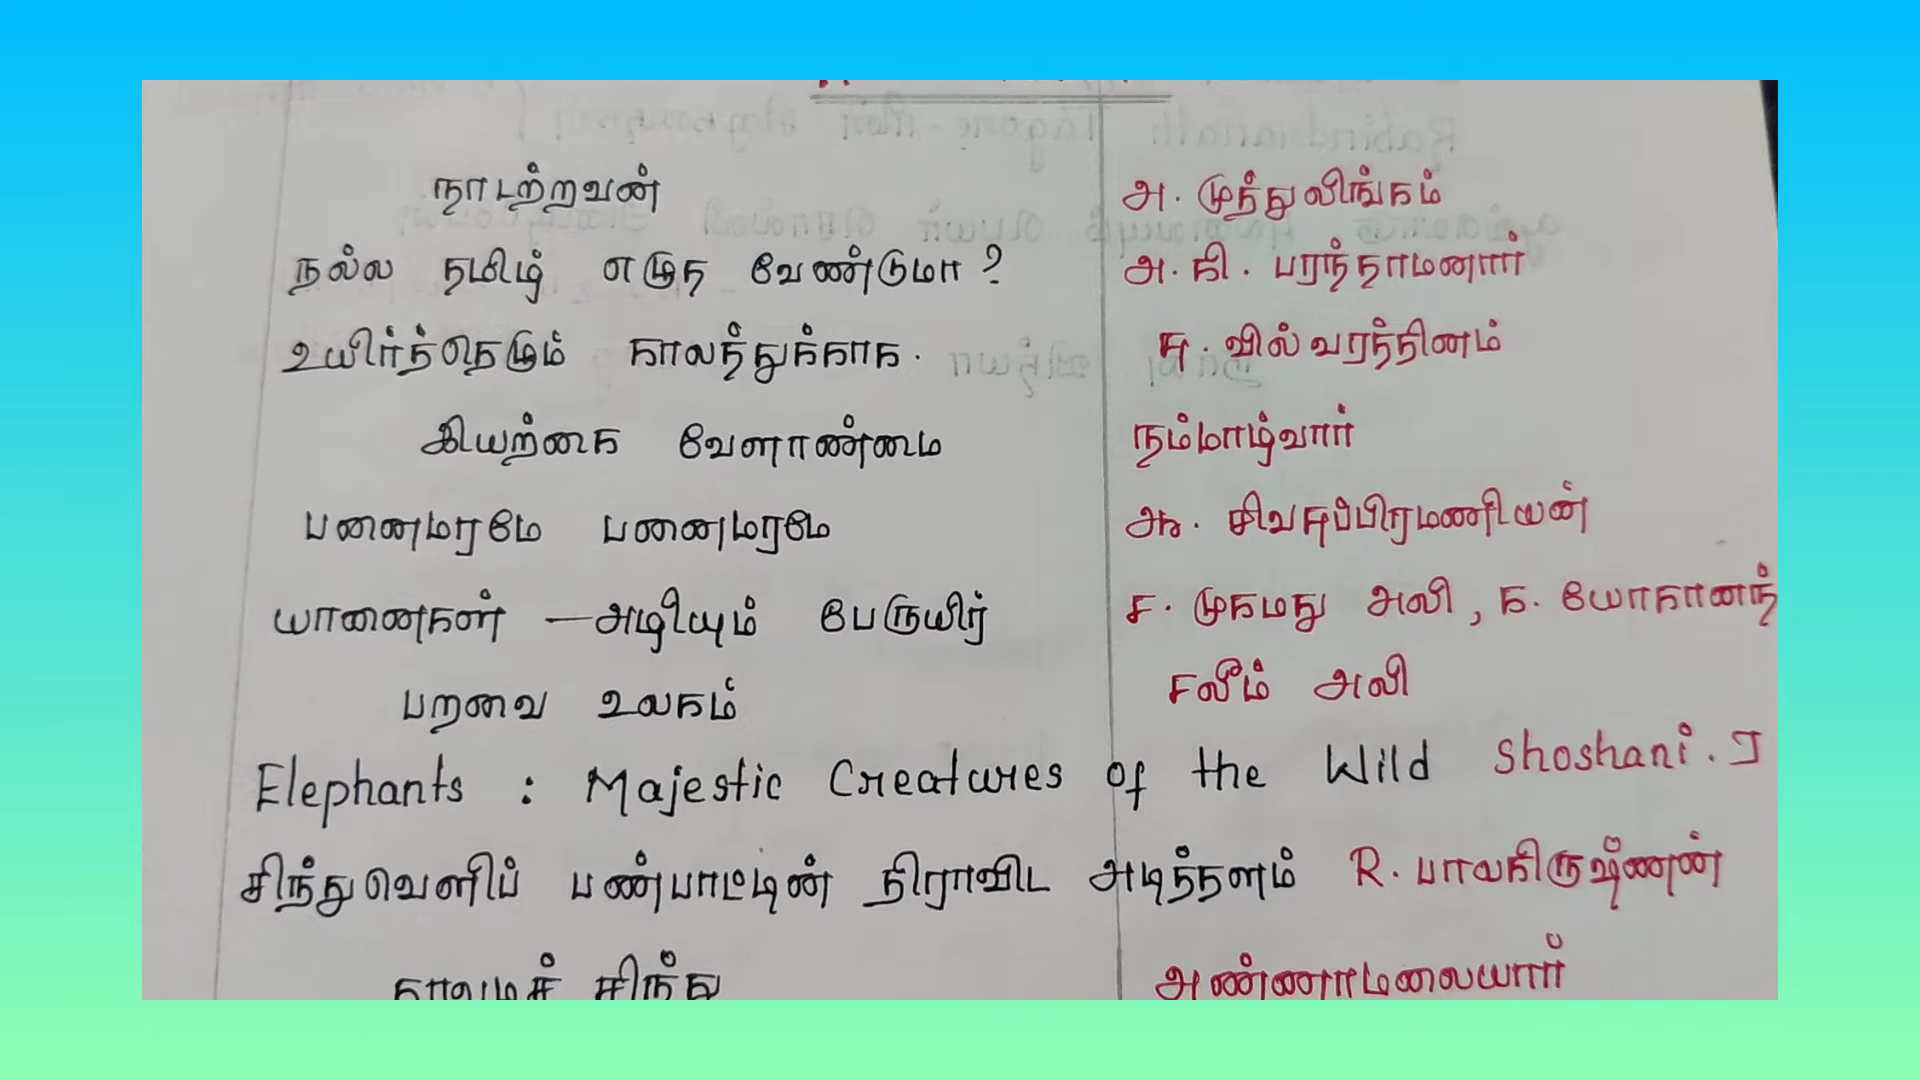 நாடற்றவன் அ. முத்துலிங்கம்
நல்ல தமிழ் எழுத வேண்டுமா? அ. கி. பரந்தாமனார்
உயிர்த்தெழும் காலத்துக்காக. சு. வில்வரத்தினம்
இயற்கை வேளாண்மை நம்மாழ்வார்
பனைமரமே பனைமரமே ஆ. சிவசுப்பிரமணியன்
யானைகள் - அழியும் பேருயிர் ச. முகமது அலி, க. யோகானந்
பறவை உலகம் சலீம் அலி
Elephants : Majestic Creatures of the Wild Shoshani. J
சிந்துவெளிப் பண்பாட்டின் திராவிட அடித்தளம் R. பாலகிருஷ்ணன்
காவடிச் சிந்து அண்ணாமலையார்